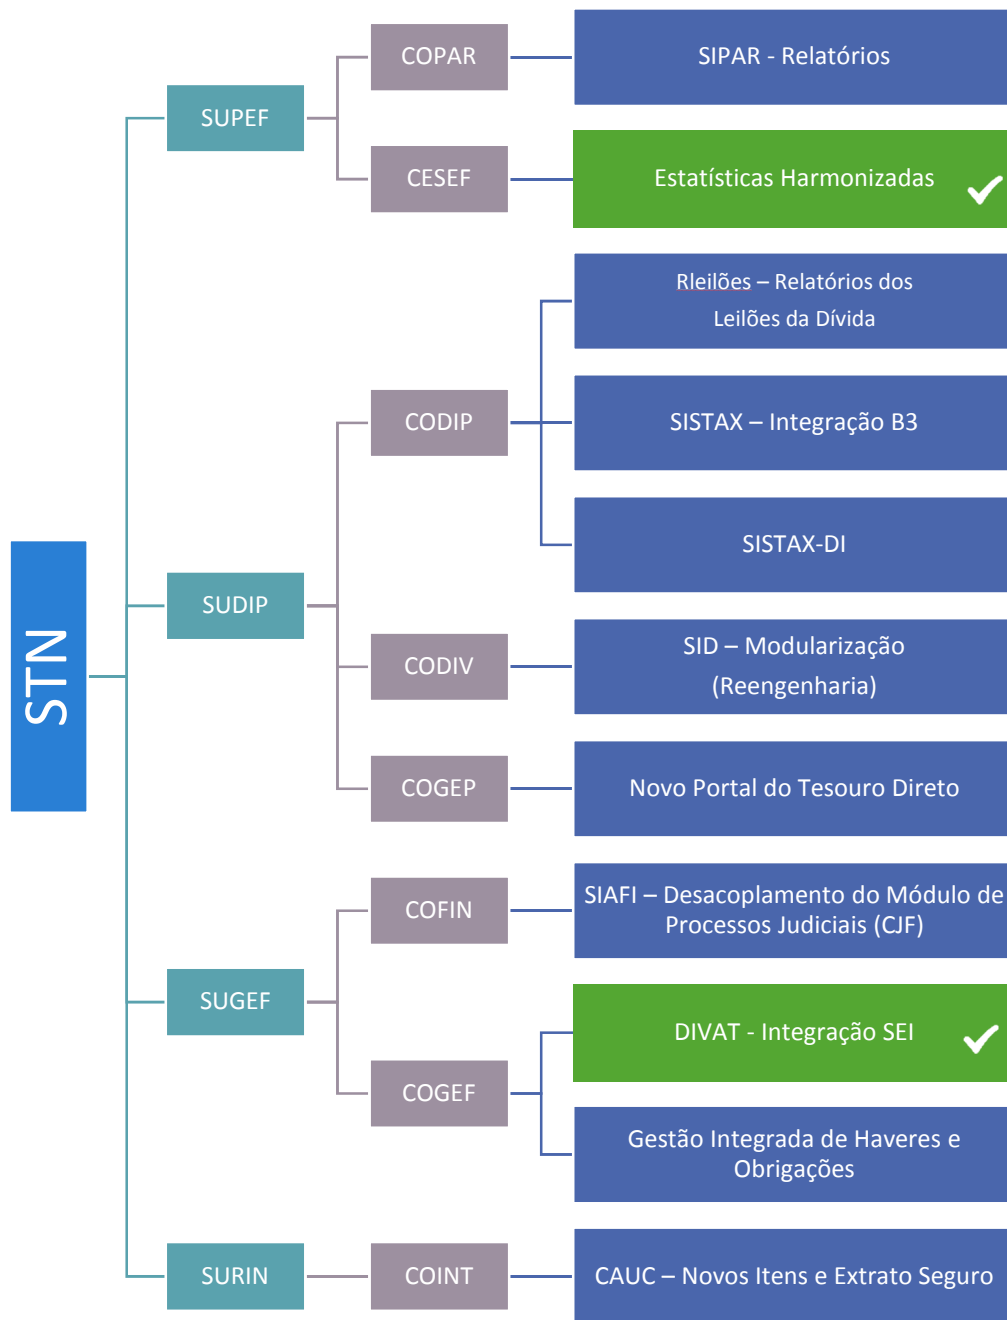 STN
SUPEF
COPAR
SIPAR - Relatórios
CESEF
Estatísticas Harmonizadas
SUDIP
CODIP
Rleilões – Relatórios dos
Leilões da Dívida
SISTAX – Integração B3
SISTAX-DI
CODIV
SID – Modularização
(Reengenharia)
COGEP
Novo Portal do Tesouro Direto
SUGEF
COFIN
SIAFI – Desacoplamento do Módulo de
Processos Judiciais (CJF)
COGEF
DIVAT - Integração SEI
Gestão Integrada de Haveres e
Obrigações
SURIN
COINT
CAUC – Novos Itens e Extrato Seguro